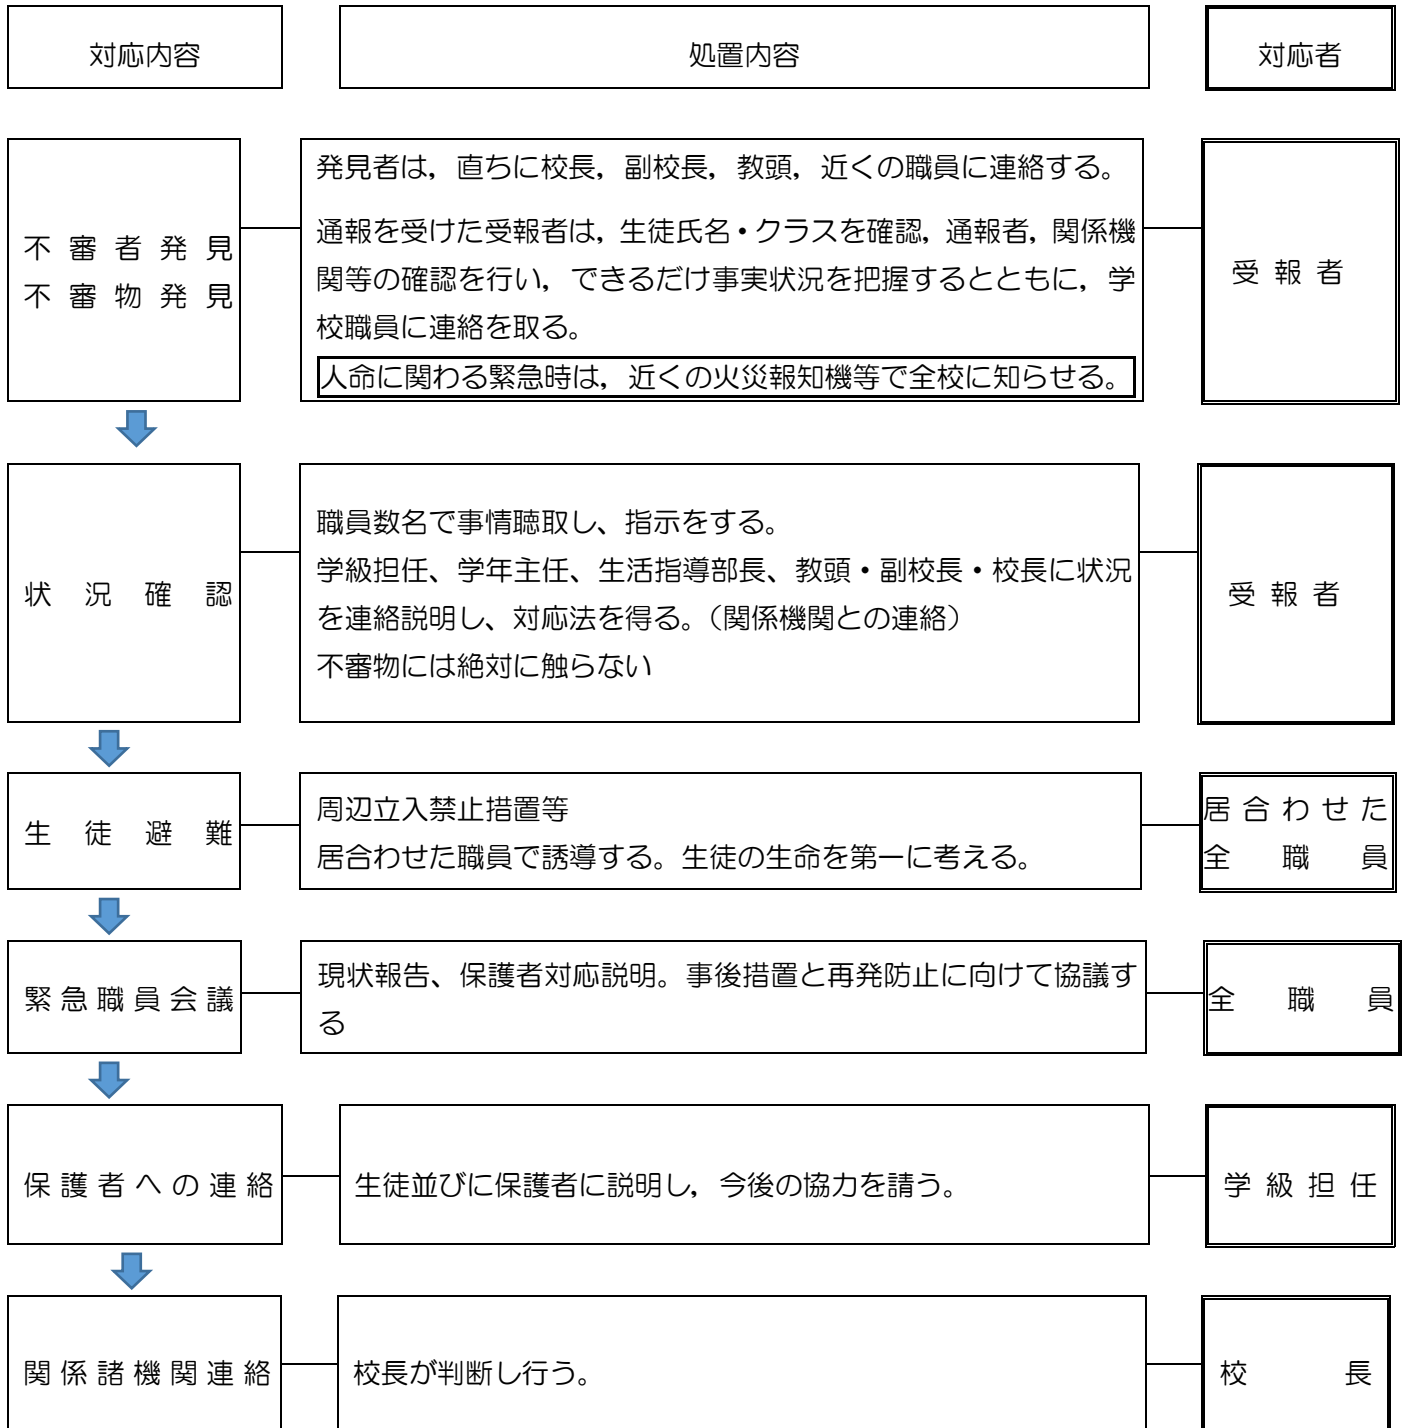 対応内容
処置内容
対応者
不審者発見
不審物発見
発見者は，直ちに校長，副校長，教頭，近くの職員に連絡する。
通報を受けた受報者は，生徒氏名・クラスを確認，通報者，関係機
関等の確認を行い，できるだけ事実状況を把握するとともに，学
校職員に連絡を取る。
人命に関わる緊急時は，近くの火災報知機等で全校に知らせる。
受報者
状況確認
職員数名で事情聴取し、指示をする。
学級担任、学年主任、生活指導部長、教頭・副校長・校長に状況
を連絡説明し、対応法を得る。（関係機関との連絡）
不審物には絶対に触らない
受報者
生徒避難
周辺立入禁止措置等
居合わせた職員で誘導する。生徒の生命を第一に考える。
居合わせた
全職員
緊急職員会議
現状報告、保護者対応説明。事後措置と再発防止に向けて協議す
る
全職員
保護者への連絡
生徒並びに保護者に説明し，今後の協力を請う。
学級担任
関係諸機関連絡
校長が判断し行う。
校長